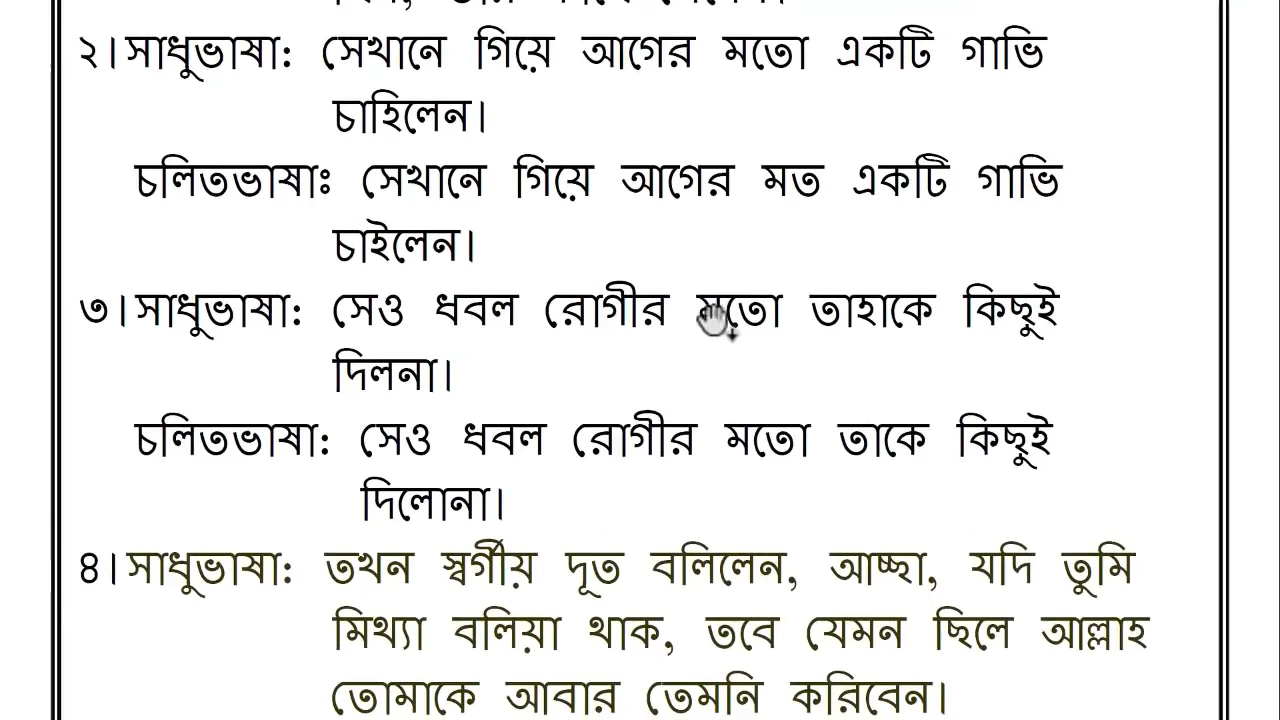 ২।সাধুভাষা: সেখানে গিয়ে আগের মতো একটি গাভি
চাহিলেন।
চলিতভাষাঃ সেখানে গিয়ে আগের মত একটি গাভি
চাইলেন।
৩।সাধুভাষা: সেও ধবল রোগীর মতো তাহাকে কিছুই
দিলনা।
চলিতভাষা: সেও ধবল রোগীর মতো তাকে কিছুই
দিলোনা।
৪।সাধুভাষা: তখন স্বর্গীয় দূত বলিলেন, আচ্ছা, যদি তুমি
মিথ্যা বলিয়া থাক, তবে যেমন ছিলে আল্লাহ
তোমাকে আবার তেমনি করিবেন।